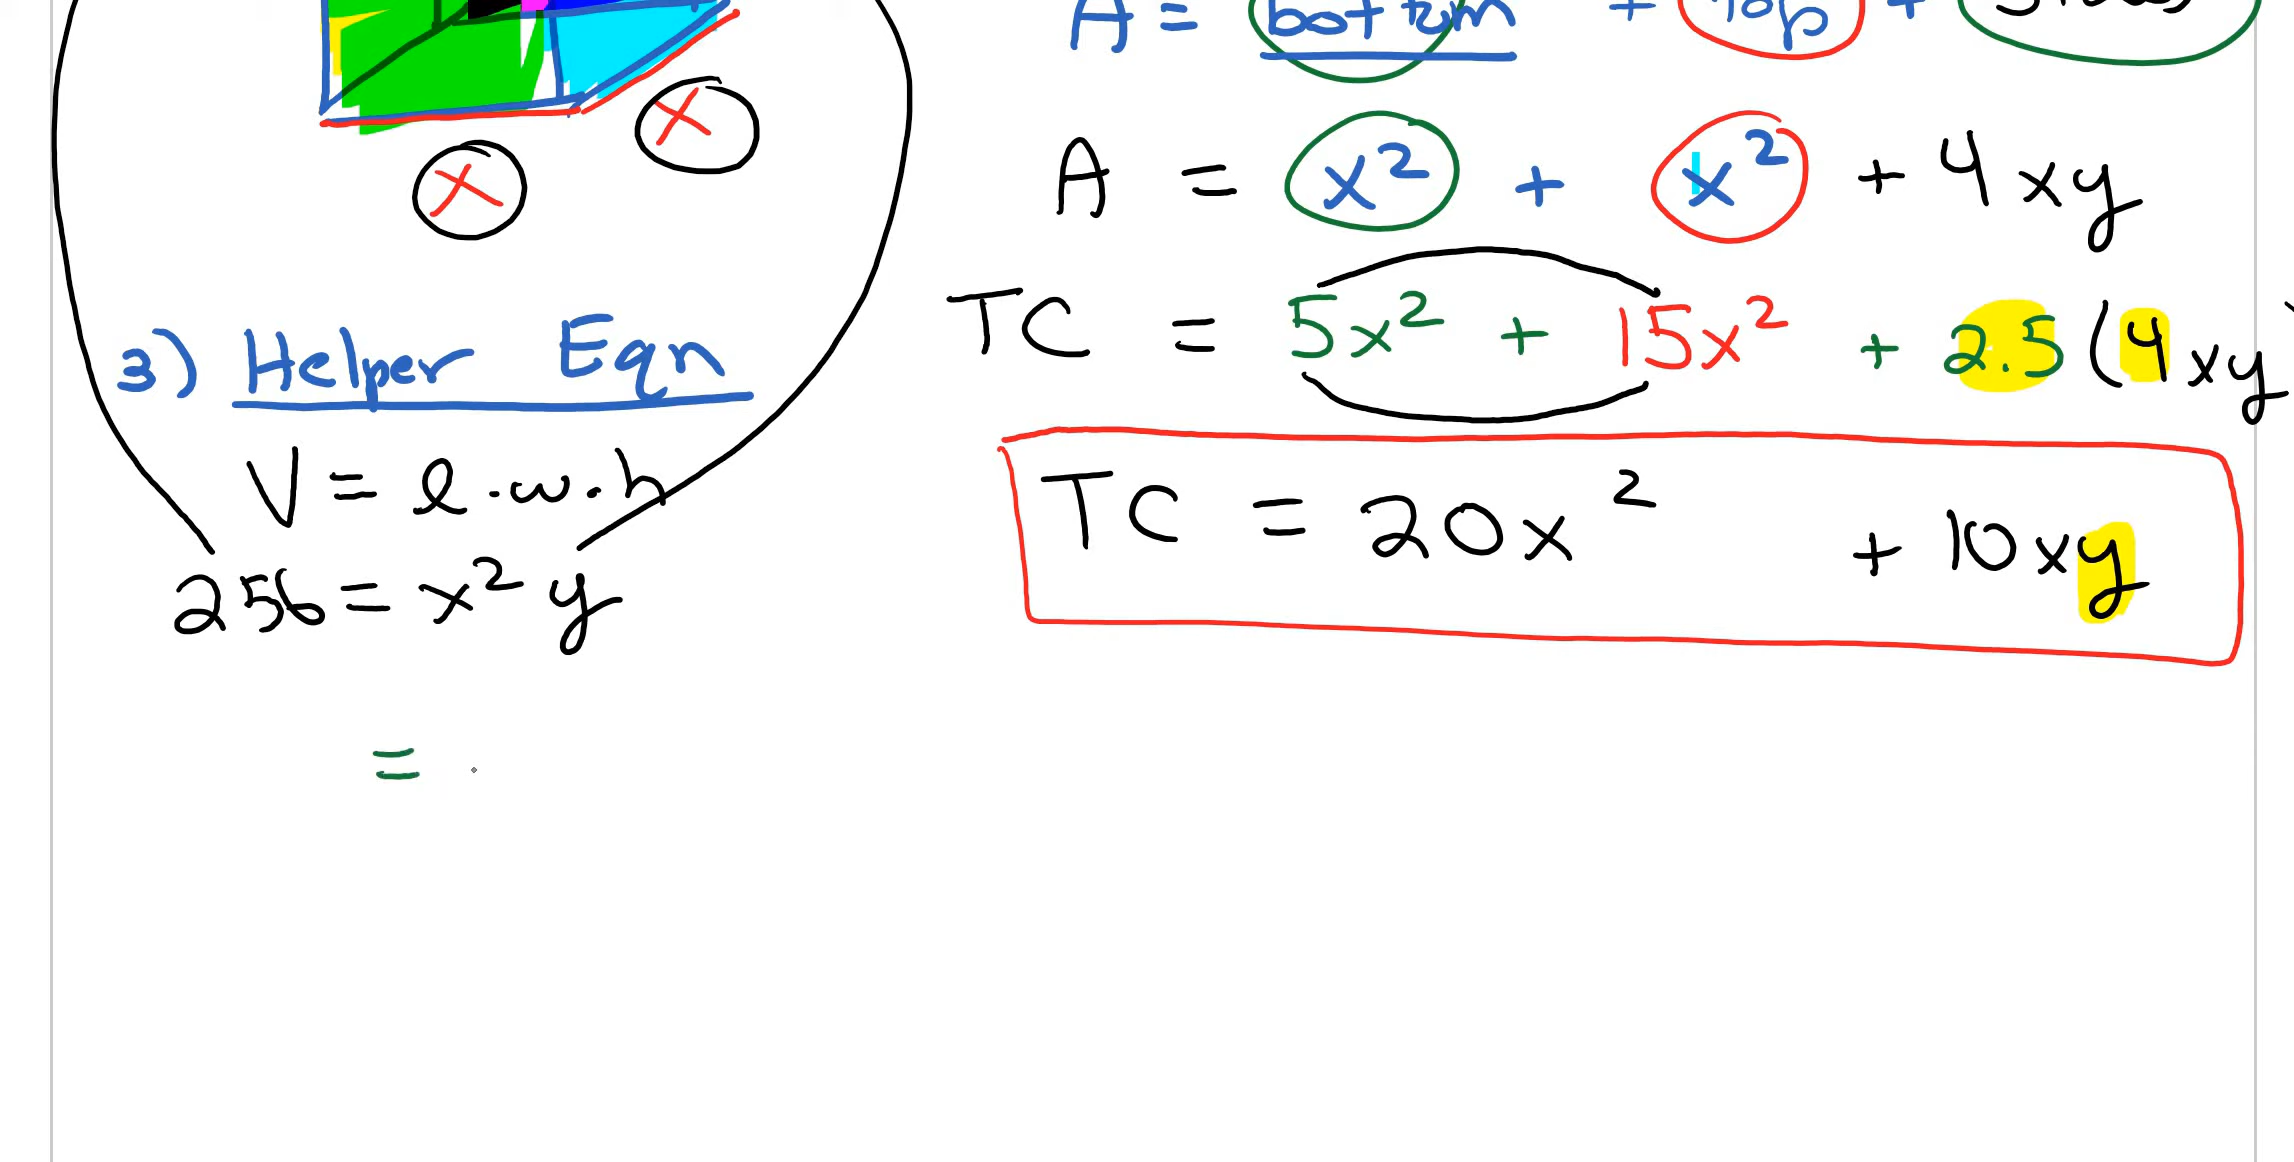 A = bottom + top +
x
x
A = x² + x² + 4xy
TC = 5x² + 15x² + 2.5(4xy)
3) Helper Eqn
V = l·w·h
256 = x²y
TC = 20x² + 10xy
=